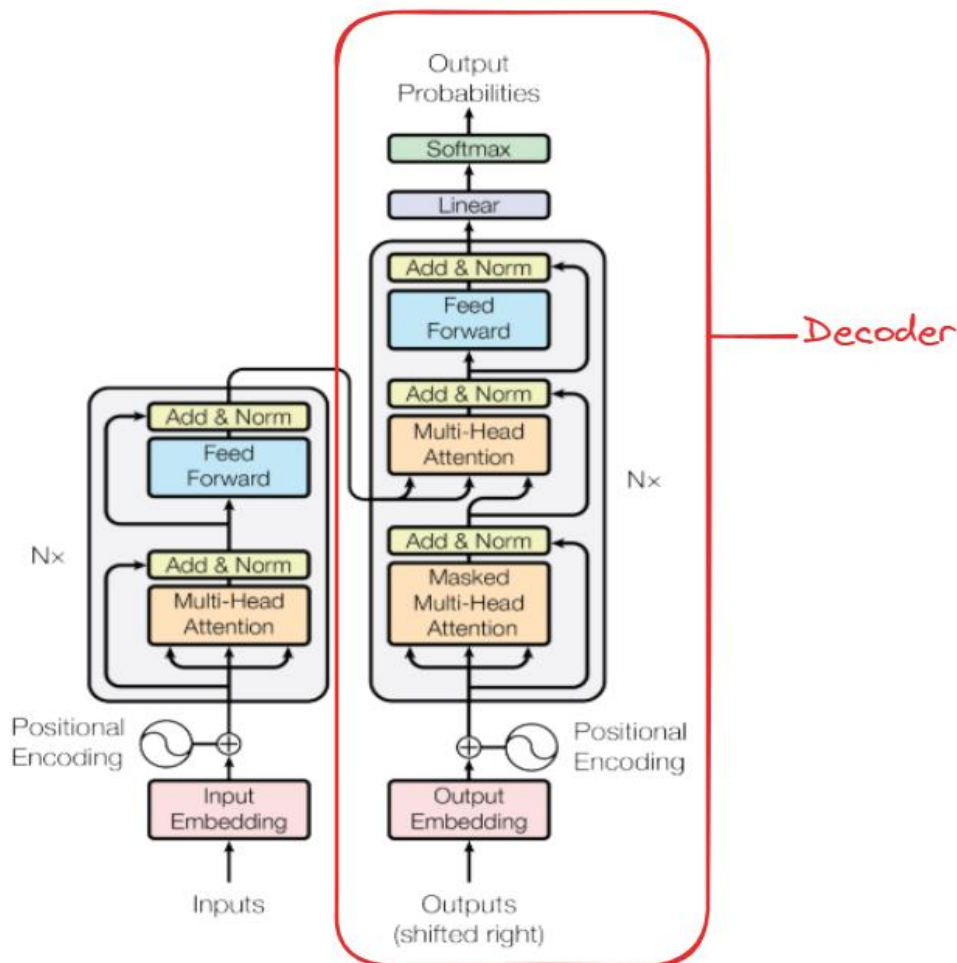 Output
Probabilities
Softmax
Linear
Add & Norm
Feed
Forward
Add & Norm
Multi-Head
Attention
Nx
Add & Norm
Masked
Multi-Head
Attention
Positional
Encoding
Output
Embedding
Outputs
(shifted right)
Decoder
Add & Norm
Feed
Forward
Nx
Add & Norm
Multi-Head
Attention
Positional
Encoding
Input
Embedding
Inputs